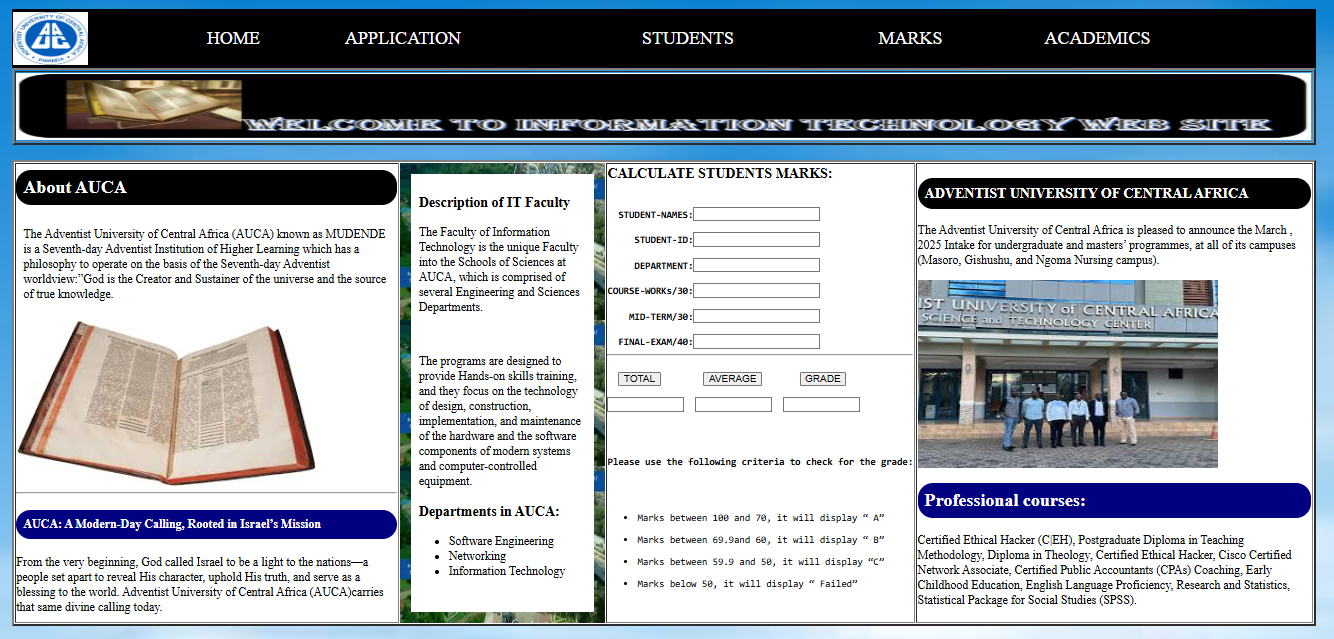 ADVENTIST UNIVERSITY OF CENTRAL AFRICA
RWANDA
HOME APPLICATION STUDENTS MARKS ACADEMICS
WELCOME TO INFORMATION TECHNOLOGY WEB SITE
About AUCA
The Adventist University of Central Africa (AUCA) known as MUDENDE
is a Seventh-day Adventist Institution of Higher Learning which has a
philosophy to operate on the basis of the Seventh-day Adventist
worldview:”God is the Creator and Sustainer of the universe and the source
of true knowledge.
AUCA: A Modern-Day Calling, Rooted in Israel’s Mission
From the very beginning, God called Israel to be a light to the nations—a
people set apart to reveal His character, uphold His truth, and serve as a
blessing to the world. Adventist University of Central Africa (AUCA)carries
that same divine calling today.
Description of IT Faculty
The Faculty of Information
Technology is the unique Faculty
into the Schools of Sciences at
AUCA, which is comprised of
several Engineering and Sciences
Departments.
The programs are designed to
provide Hands-on skills training,
and they focus on the technology
of design, construction,
implementation, and maintenance
of the hardware and the software
components of modern systems
and computer-controlled
equipment.
Departments in AUCA:
• Software Engineering
• Networking
• Information Technology
CALCULATE STUDENTS MARKS:
STUDENT-NAMES:
STUDENT-ID:
DEPARTMENT:
COURSE-WORKs/30:
MID-TERM/30:
FINAL-EXAM/40:
TOTAL AVERAGE GRADE
Please use the following criteria to check for the grade:
• Marks between 100 and 70, it will display “ A”
• Marks between 69.9and 60, it will display “ B”
• Marks between 59.9 and 50, it will display “C”
• Marks below 50, it will display “ Failed”
ADVENTIST UNIVERSITY OF CENTRAL AFRICA
The Adventist University of Central Africa is pleased to announce the March ,
2025 Intake for undergraduate and masters’ programmes, at all of its campuses
(Masoro, Gishushu, and Ngoma Nursing campus).
IST UNIVERSITY of CENTRAL AFRICA
SCIENCE and TECHNOLOGY CENTER
Professional courses:
Certified Ethical Hacker (C|EH), Postgraduate Diploma in Teaching
Methodology, Diploma in Theology, Certified Ethical Hacker, Cisco Certified
Network Associate, Certified Public Accountants (CPAs) Coaching, Early
Childhood Education, English Language Proficiency, Research and Statistics,
Statistical Package for Social Studies (SPSS).